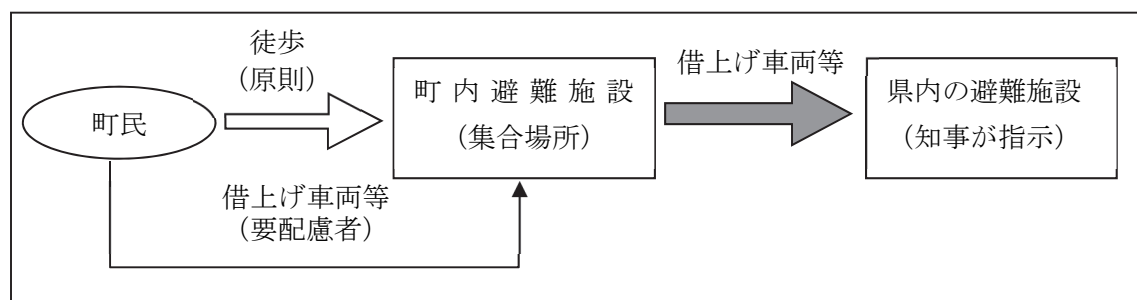 町民
徒歩
（原則）
借上げ車両等
（要配慮者）
町内避難施設
（集合場所）
借上げ車両等
県内の避難施設
（知事が指示）